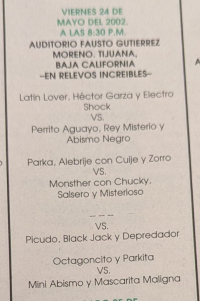 VIERNES 24 DE
MAYO DEL 2002.
A LAS 8:30 P.M.
AUDITORIO FAUSTO GUTIERREZ
MORENO. TIJUANA,
BAJA CALIFORNIA
~EN RELEVOS INCREIBLES~
Latin Lover, Héctor Garza y Electro
Shock
VS.
Perrito Aguayo, Rey Misterio y
Abismo Negro
Parka, Alebrije con Cuije y Zorro
VS.
Monsther con Chucky,
Salsero y Misterioso
~ ~ ~
VS.
Picudo, Black Jack y Depredador
Octagoncito y Parkita
VS.
Mini Abismo y Mascarita Maligna